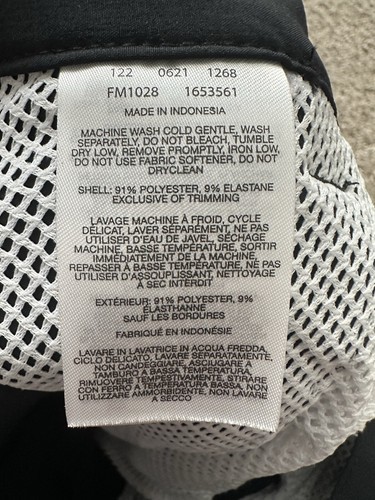 122 0621 1268
FM1028 1653561
MADE IN INDONESIA
MACHINE WASH COLD GENTLE, WASH
SEPARATELY, DO NOT BLEACH, TUMBLE
DRY LOW, REMOVE PROMPTLY, IRON LOW,
DO NOT USE FABRIC SOFTENER, DO NOT
DRYCLEAN
SHELL: 91% POLYESTER, 9% ELASTANE
EXCLUSIVE OF TRIMMING
LAVAGE MACHINE À FROID, CYCLE
DÉLICAT, LAVER SÉPARÉMENT, NE PAS
UTILISER D'EAU DE JAVEL, SÉCHAGE
MACHINE, BASSE TEMPÉRATURE, SORTIR
IMMÉDIATEMENT DE LA MACHINE,
REPASSER À BASSE TEMPÉRATURE, NE PAS
UTILISER D'ASSOUPLISSANT, NETTOYAGE
À SEC INTERDIT
EXTÉRIEUR: 91% POLYESTER, 9%
ÉLASTHANNE
SAUF LES BORDURES
FABRIQUÉ EN INDONÉSIE
LAVARE IN LAVATRICE IN ACQUA FREDDA,
CICLO DELICATO, LAVARE SEPARATAMENTE,
NON CANDEGGIARE, ASCIUGARE A
TAMBURO A BASSA TEMPERATURA,
RIMUOVERE TEMPESTIVAMENTE, STIRARE
CON FERRO A TEMPERATURA BASSA, NON
UTILIZZARE AMMORBIDENTE, NON LAVARE
A SECCO